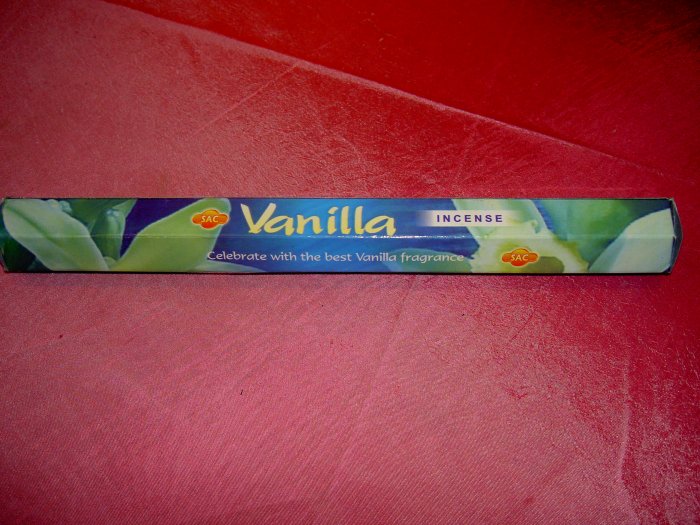 SAC Vanilla INCENSE
Celebrate with the best Vanilla fragrance SAC